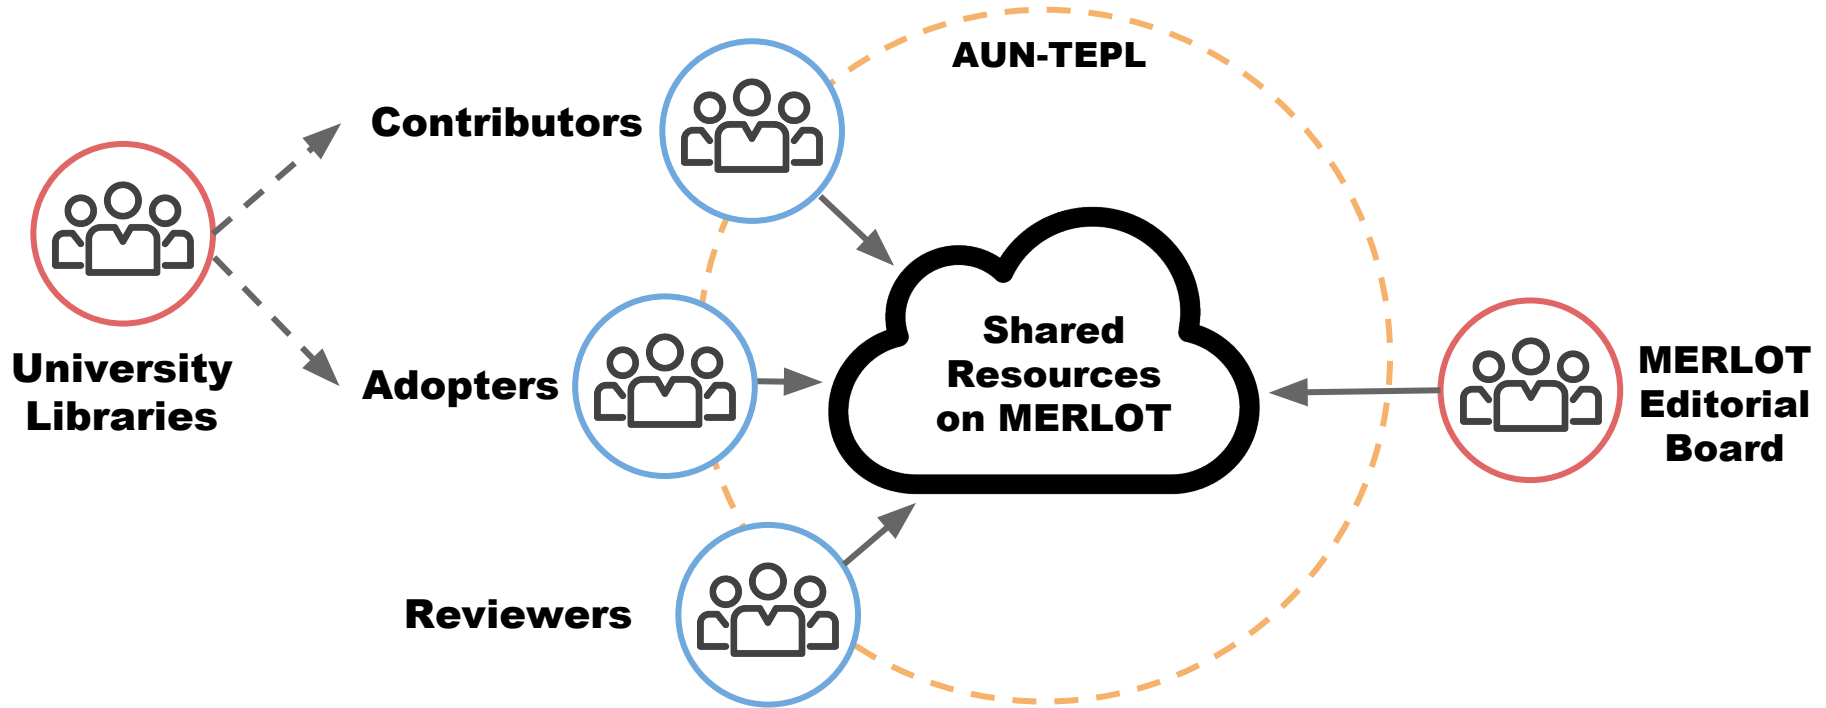 AUN-TEPL
Contributors
University
Libraries
Adopters
Reviewers
Shared
Resources
on MERLOT
MERLOT
Editorial
Board